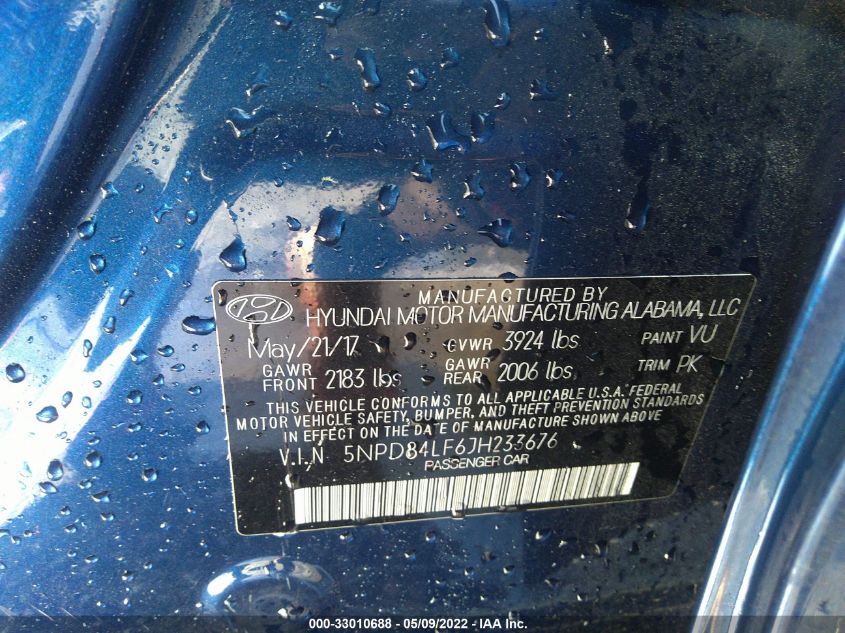 MANUFACTURED BY
HYUNDAI MOTOR MANUFACTURING ALABAMA, LLC
May/21/17 GVWR 3924 lbs PAINT VU
GAWR FRONT 2183 lbs GAWR REAR 2006 lbs TRIM PK
THIS VEHICLE CONFORMS TO ALL APPLICABLE U.S.A. FEDERAL
MOTOR VEHICLE SAFETY, BUMPER, AND THEFT PREVENTION STANDARDS
IN EFFECT ON THE DATE OF MANUFACTURE SHOWN ABOVE
V.I.N 5NPD84LF6JH233676
PASSENGER CAR
000-33010688 - 05/09/2022 - IAA Inc.